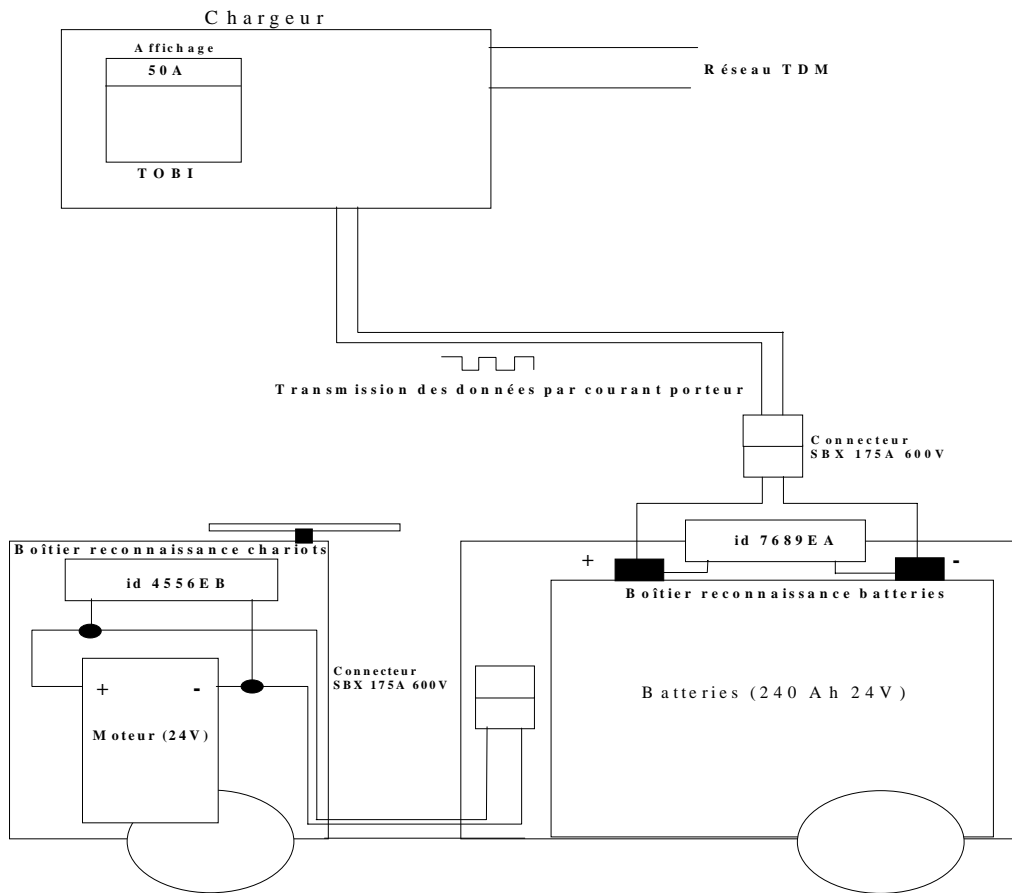 Chargeur
Affichage
50A
TOBI
Réseau TDM
Transmission des données par courant porteur
Connecteur
SBX 175A 600V
Boîtier reconnaissance chariots
id 4556EB
id 7689EA
+
-
Boîtier reconnaissance batteries
Connecteur
SBX 175A 600V
+
-
Moteur (24V)
Batteries (240 Ah 24V)